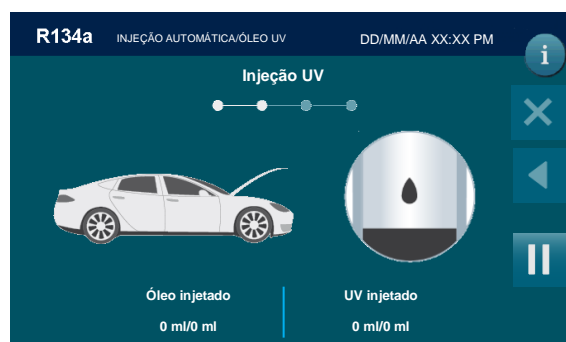 R134a INJEÇÃO AUTOMÁTICA/ÓLEO UV DD/MM/AA XX:XX PM
i
Injeção UV
Óleo injetado UV injetado
0 ml/0 ml 0 ml/0 ml